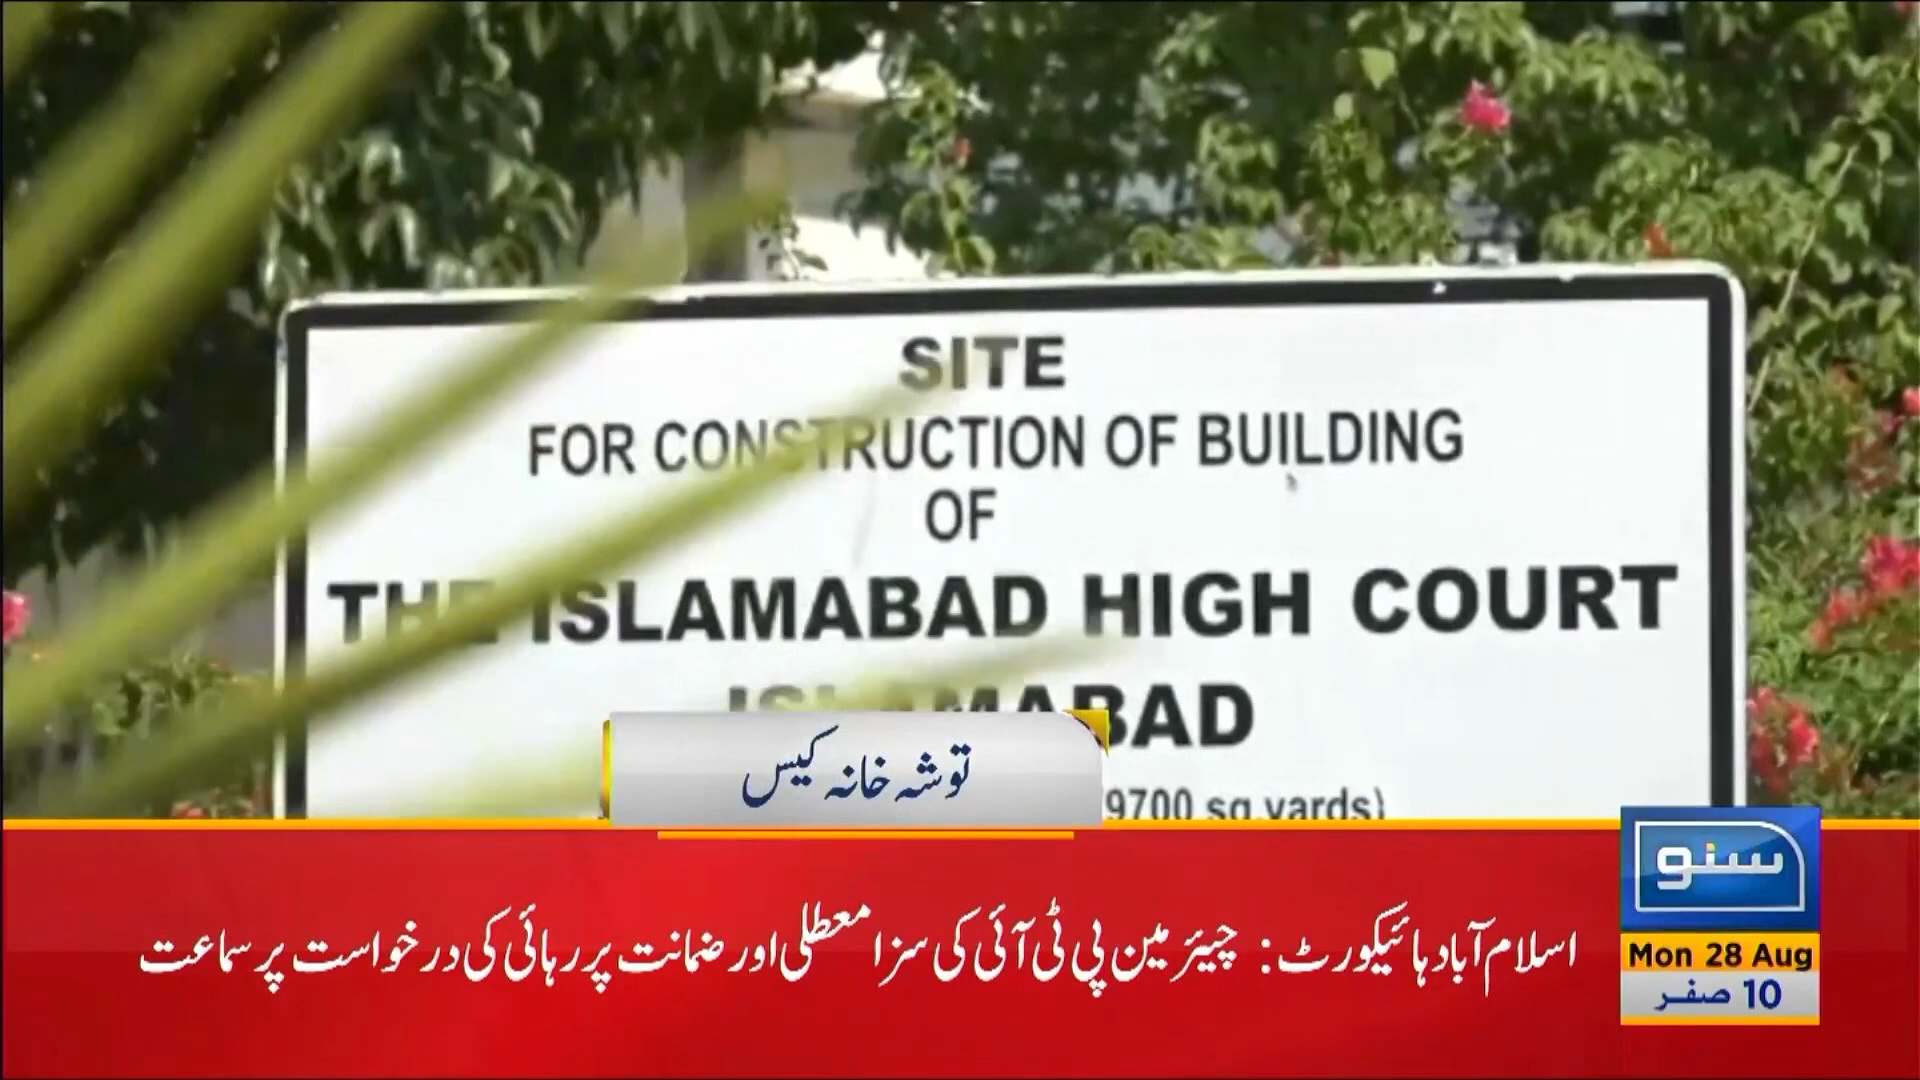 SITE
FOR CONSTRUCTION OF BUILDING
OF
THE ISLAMABAD HIGH COURT
ISLAMABAD
9700 sq.yards)
توشہ خانہ کیس
سنو
اسلام آباد ہائیکورٹ: چیئرمین پی ٹی آئی کی سزا معطلی اور ضمانت پر رہائی کی درخواست پر سماعت
Mon 28 Aug
10 صفر